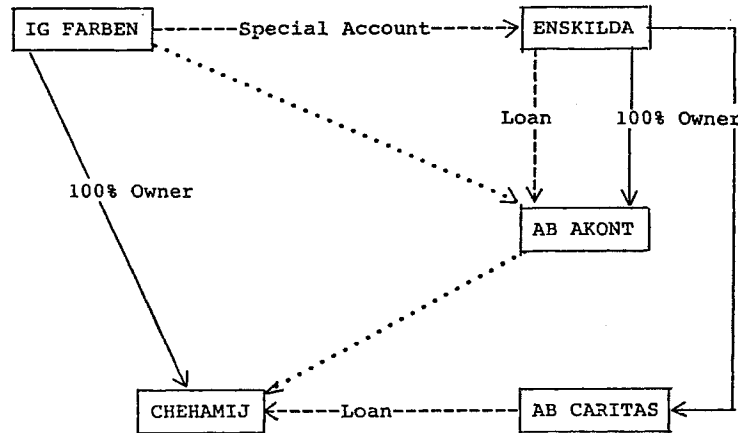 IG FARBEN
Special Account
ENSKILDA
Loan
100% Owner
100% Owner
AB AKONT
CHEHAMIJ
Loan
AB CARITAS